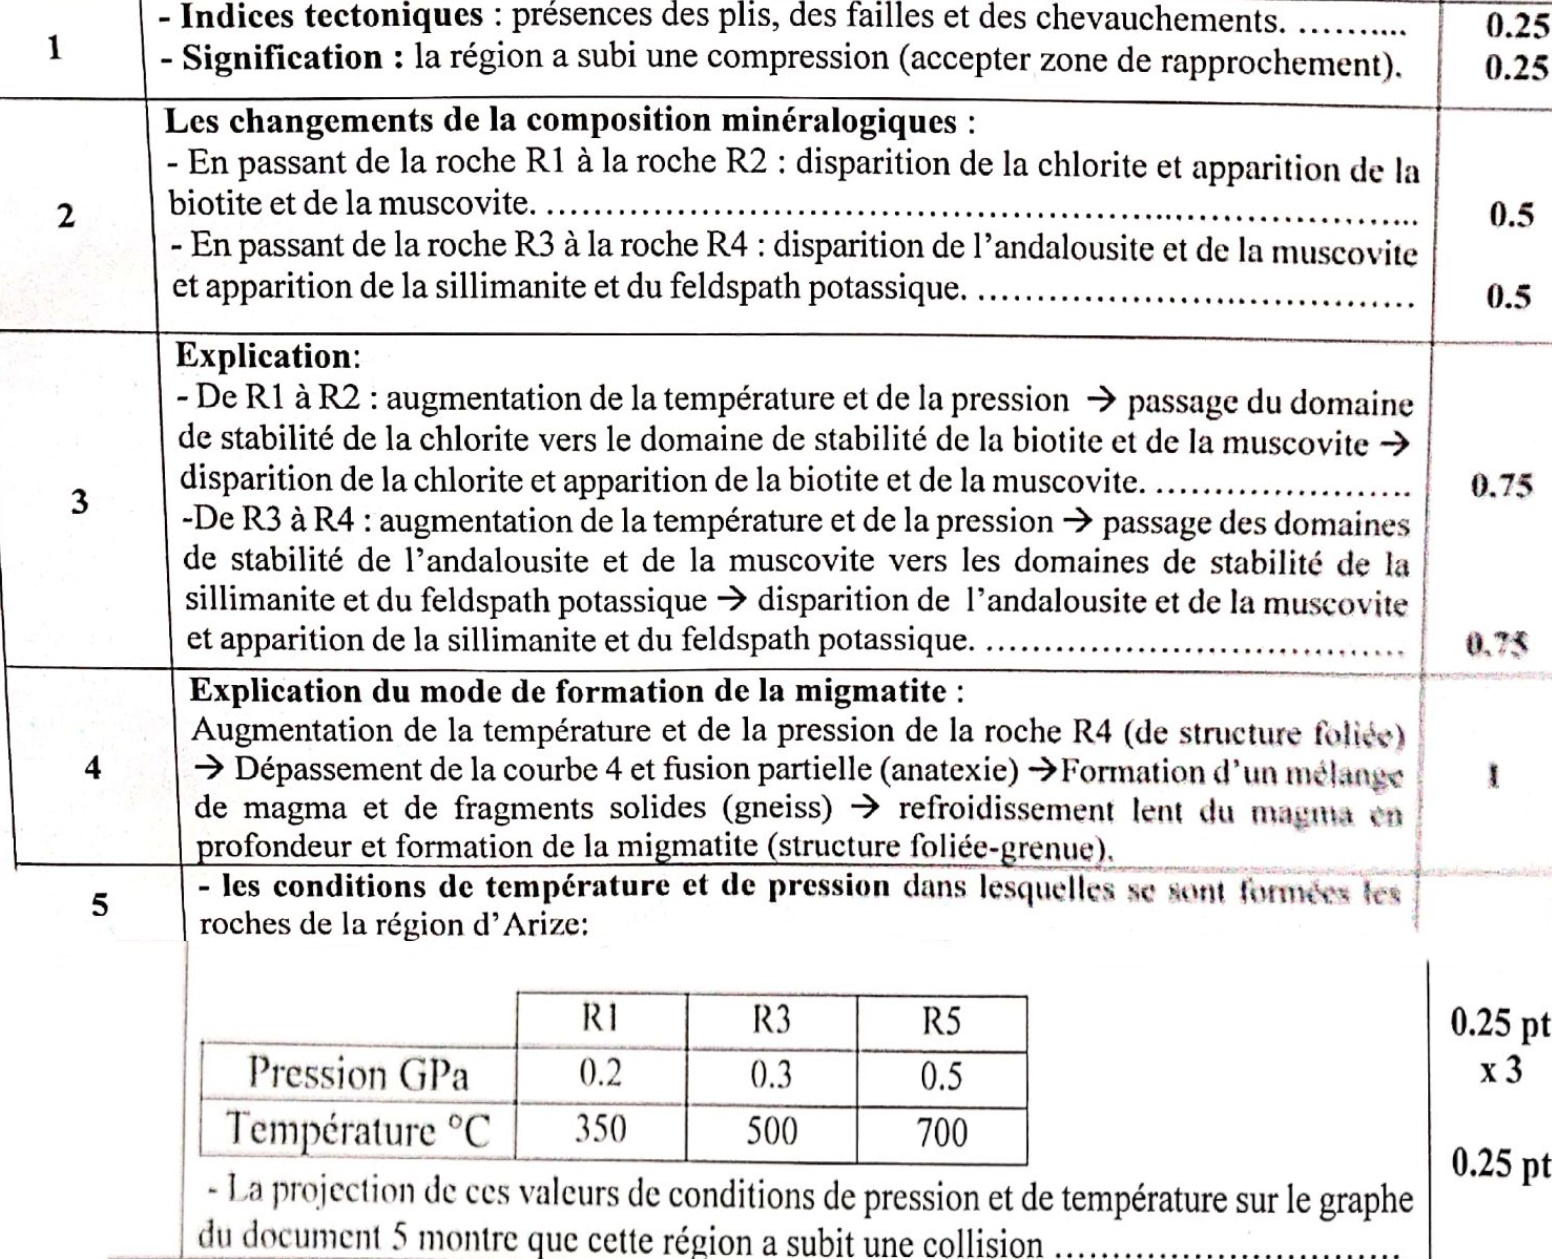 1
- Indices tectoniques : présences des plis, des failles et des chevauchements. .......... 0.25
- Signification : la région a subi une compression (accepter zone de rapprochement). 0.25
2
Les changements de la composition minéralogiques :
- En passant de la roche R1 à la roche R2 : disparition de la chlorite et apparition de la
biotite et de la muscovite. .......... 0.5
- En passant de la roche R3 à la roche R4 : disparition de l'andalousite et de la muscovite
et apparition de la sillimanite et du feldspath potassique. .......... 0.5
3
Explication:
- De R1 à R2 : augmentation de la température et de la pression → passage du domaine
de stabilité de la chlorite vers le domaine de stabilité de la biotite et de la muscovite →
disparition de la chlorite et apparition de la biotite et de la muscovite. .......... 0.75
-De R3 à R4 : augmentation de la température et de la pression → passage des domaines
de stabilité de l'andalousite et de la muscovite vers les domaines de stabilité de la
sillimanite et du feldspath potassique → disparition de l'andalousite et de la muscovite
et apparition de la sillimanite et du feldspath potassique. .......... 0.75
4
Explication du mode de formation de la migmatite :
Augmentation de la température et de la pression de la roche R4 (de structure foliée)
→ Dépassement de la courbe 4 et fusion partielle (anatexie) →Formation d'un mélange
de magma et de fragments solides (gneiss) → refroidissement lent du magma en
profondeur et formation de la migmatite (structure foliée-grenue). 1
5
- les conditions de température et de pression dans lesquelles se sont formées les
roches de la région d'Arize:
R1 R3 R5
Pression GPa 0.2 0.3 0.5
Température °C 350 500 700
0.25 pt
x 3
0.25 pt
- La projection de ces valeurs de conditions de pression et de température sur le graphe
du document 5 montre que cette région a subit une collision ..........